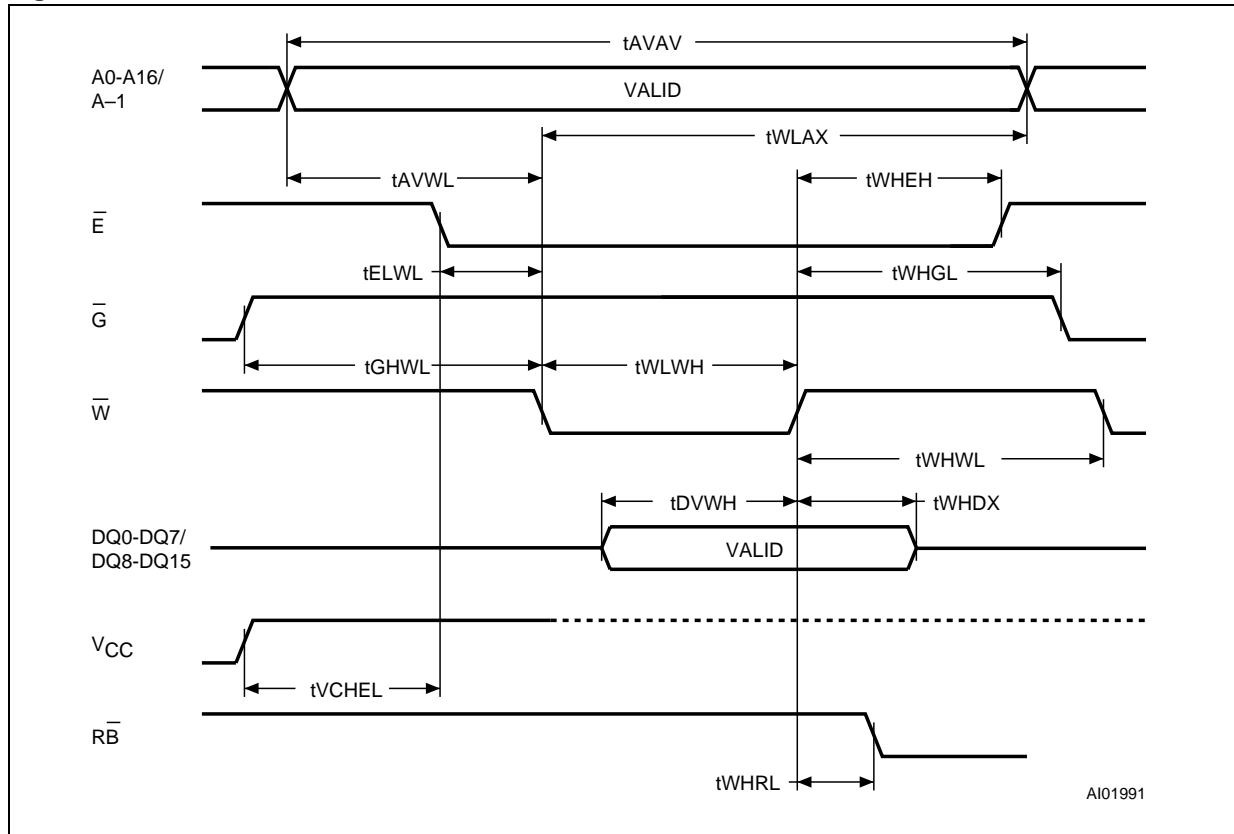 tAVAV
A0-A16/
A–1
VALID
tWLAX
tAVWL
tWHEH
E̅
tELWL
tWHGL
G̅
tGHWL
tWLWH
W̅
tWHWL
tDVWH
tWHDX
DQ0-DQ7/
DQ8-DQ15
VALID
VCC
tVCHEL
RB̅
tWHRL
AI01991